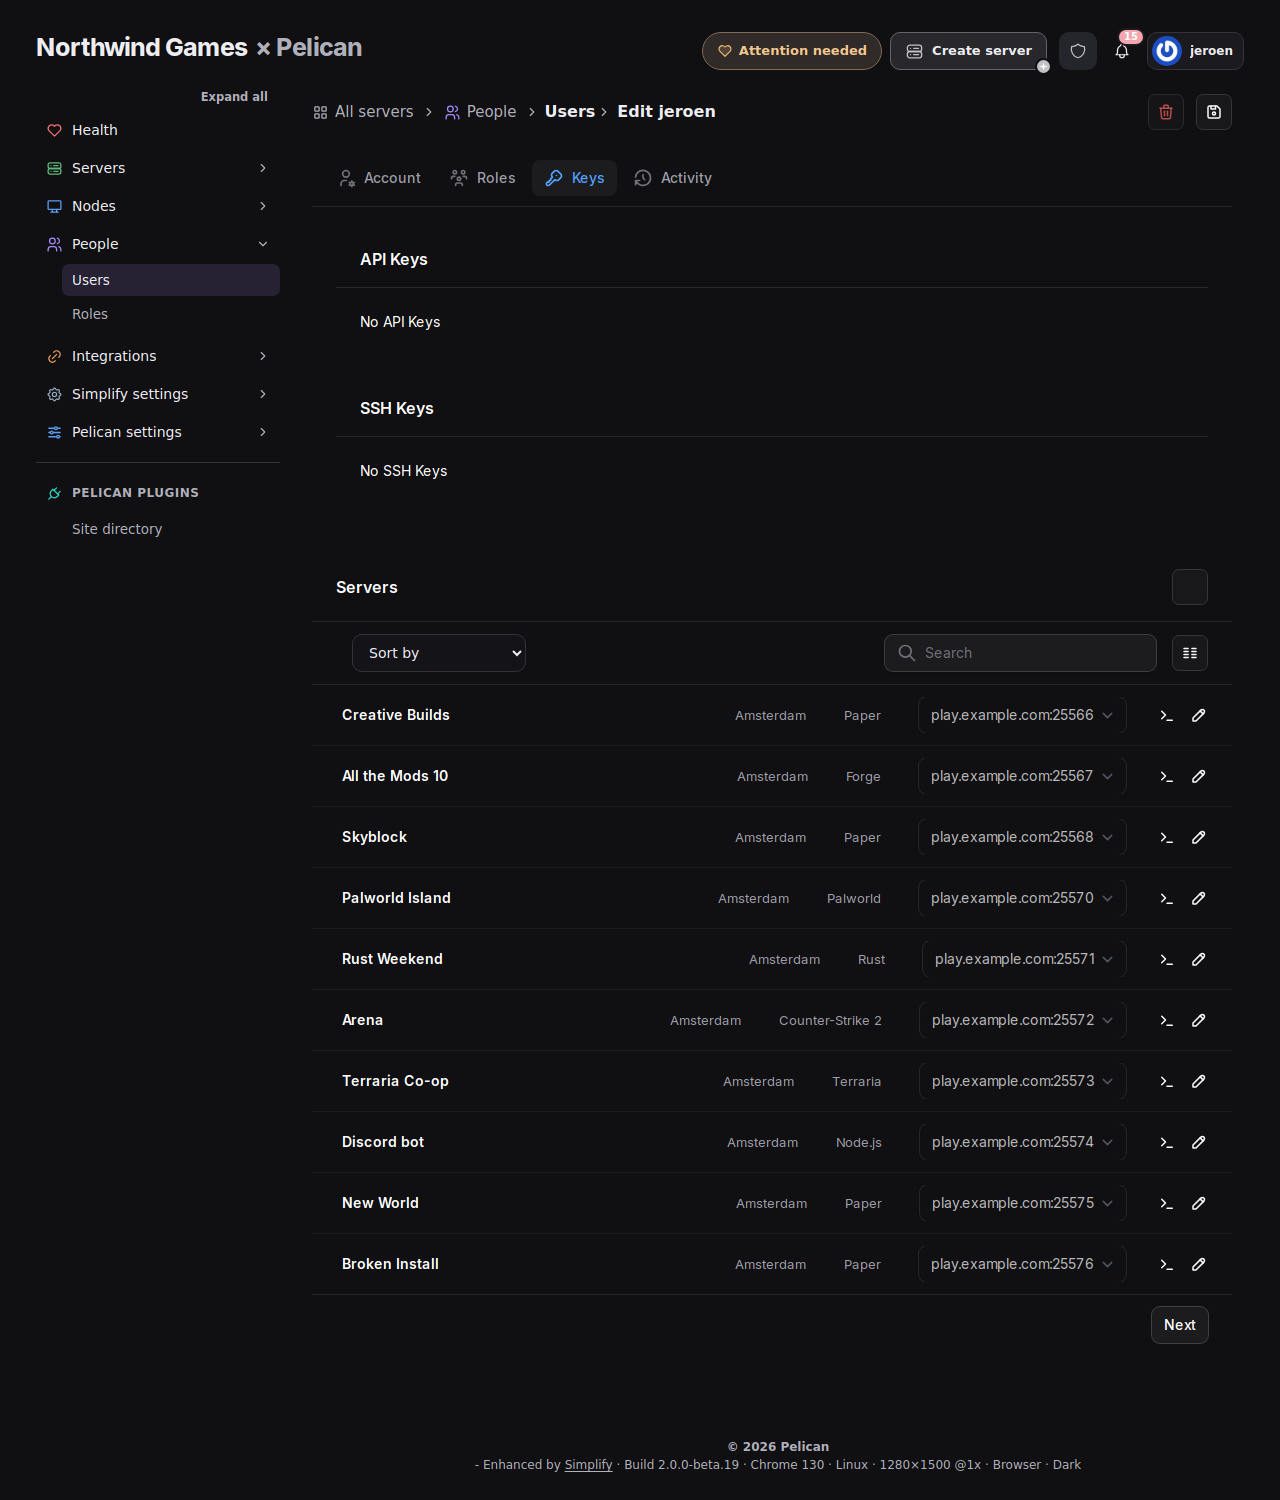 Northwind Games × Pelican
Attention needed
Create server
15
jeroen
Expand all
Health
Servers
Nodes
People
Users
Roles
Integrations
Simplify settings
Pelican settings
PELICAN PLUGINS
Site directory
All servers > People > Users > Edit jeroen
Account
Roles
Keys
Activity
API Keys
No API Keys
SSH Keys
No SSH Keys
Servers
Sort by
Search
Creative Builds Amsterdam Paper play.example.com:25566
All the Mods 10 Amsterdam Forge play.example.com:25567
Skyblock Amsterdam Paper play.example.com:25568
Palworld Island Amsterdam Palworld play.example.com:25570
Rust Weekend Amsterdam Rust play.example.com:25571
Arena Amsterdam Counter-Strike 2 play.example.com:25572
Terraria Co-op Amsterdam Terraria play.example.com:25573
Discord bot Amsterdam Node.js play.example.com:25574
New World Amsterdam Paper play.example.com:25575
Broken Install Amsterdam Paper play.example.com:25576
Next
© 2026 Pelican
- Enhanced by Simplify · Build 2.0.0-beta.19 · Chrome 130 · Linux · 1280×1500 @1x · Browser · Dark